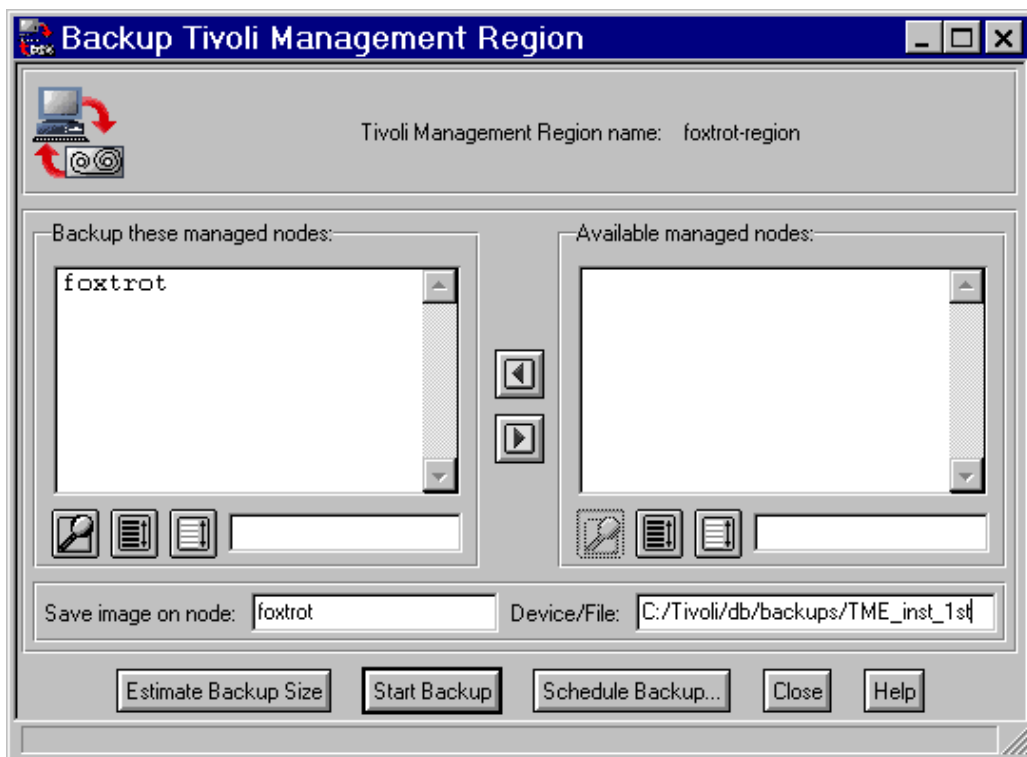 Backup Tivoli Management Region
Tivoli Management Region name: foxtrot-region
Backup these managed nodes:
Available managed nodes:
foxtrot
Save image on node: foxtrot
Device/File: C:/Tivoli/db/backups/TME_inst_1st
Estimate Backup Size
Start Backup
Schedule Backup...
Close
Help